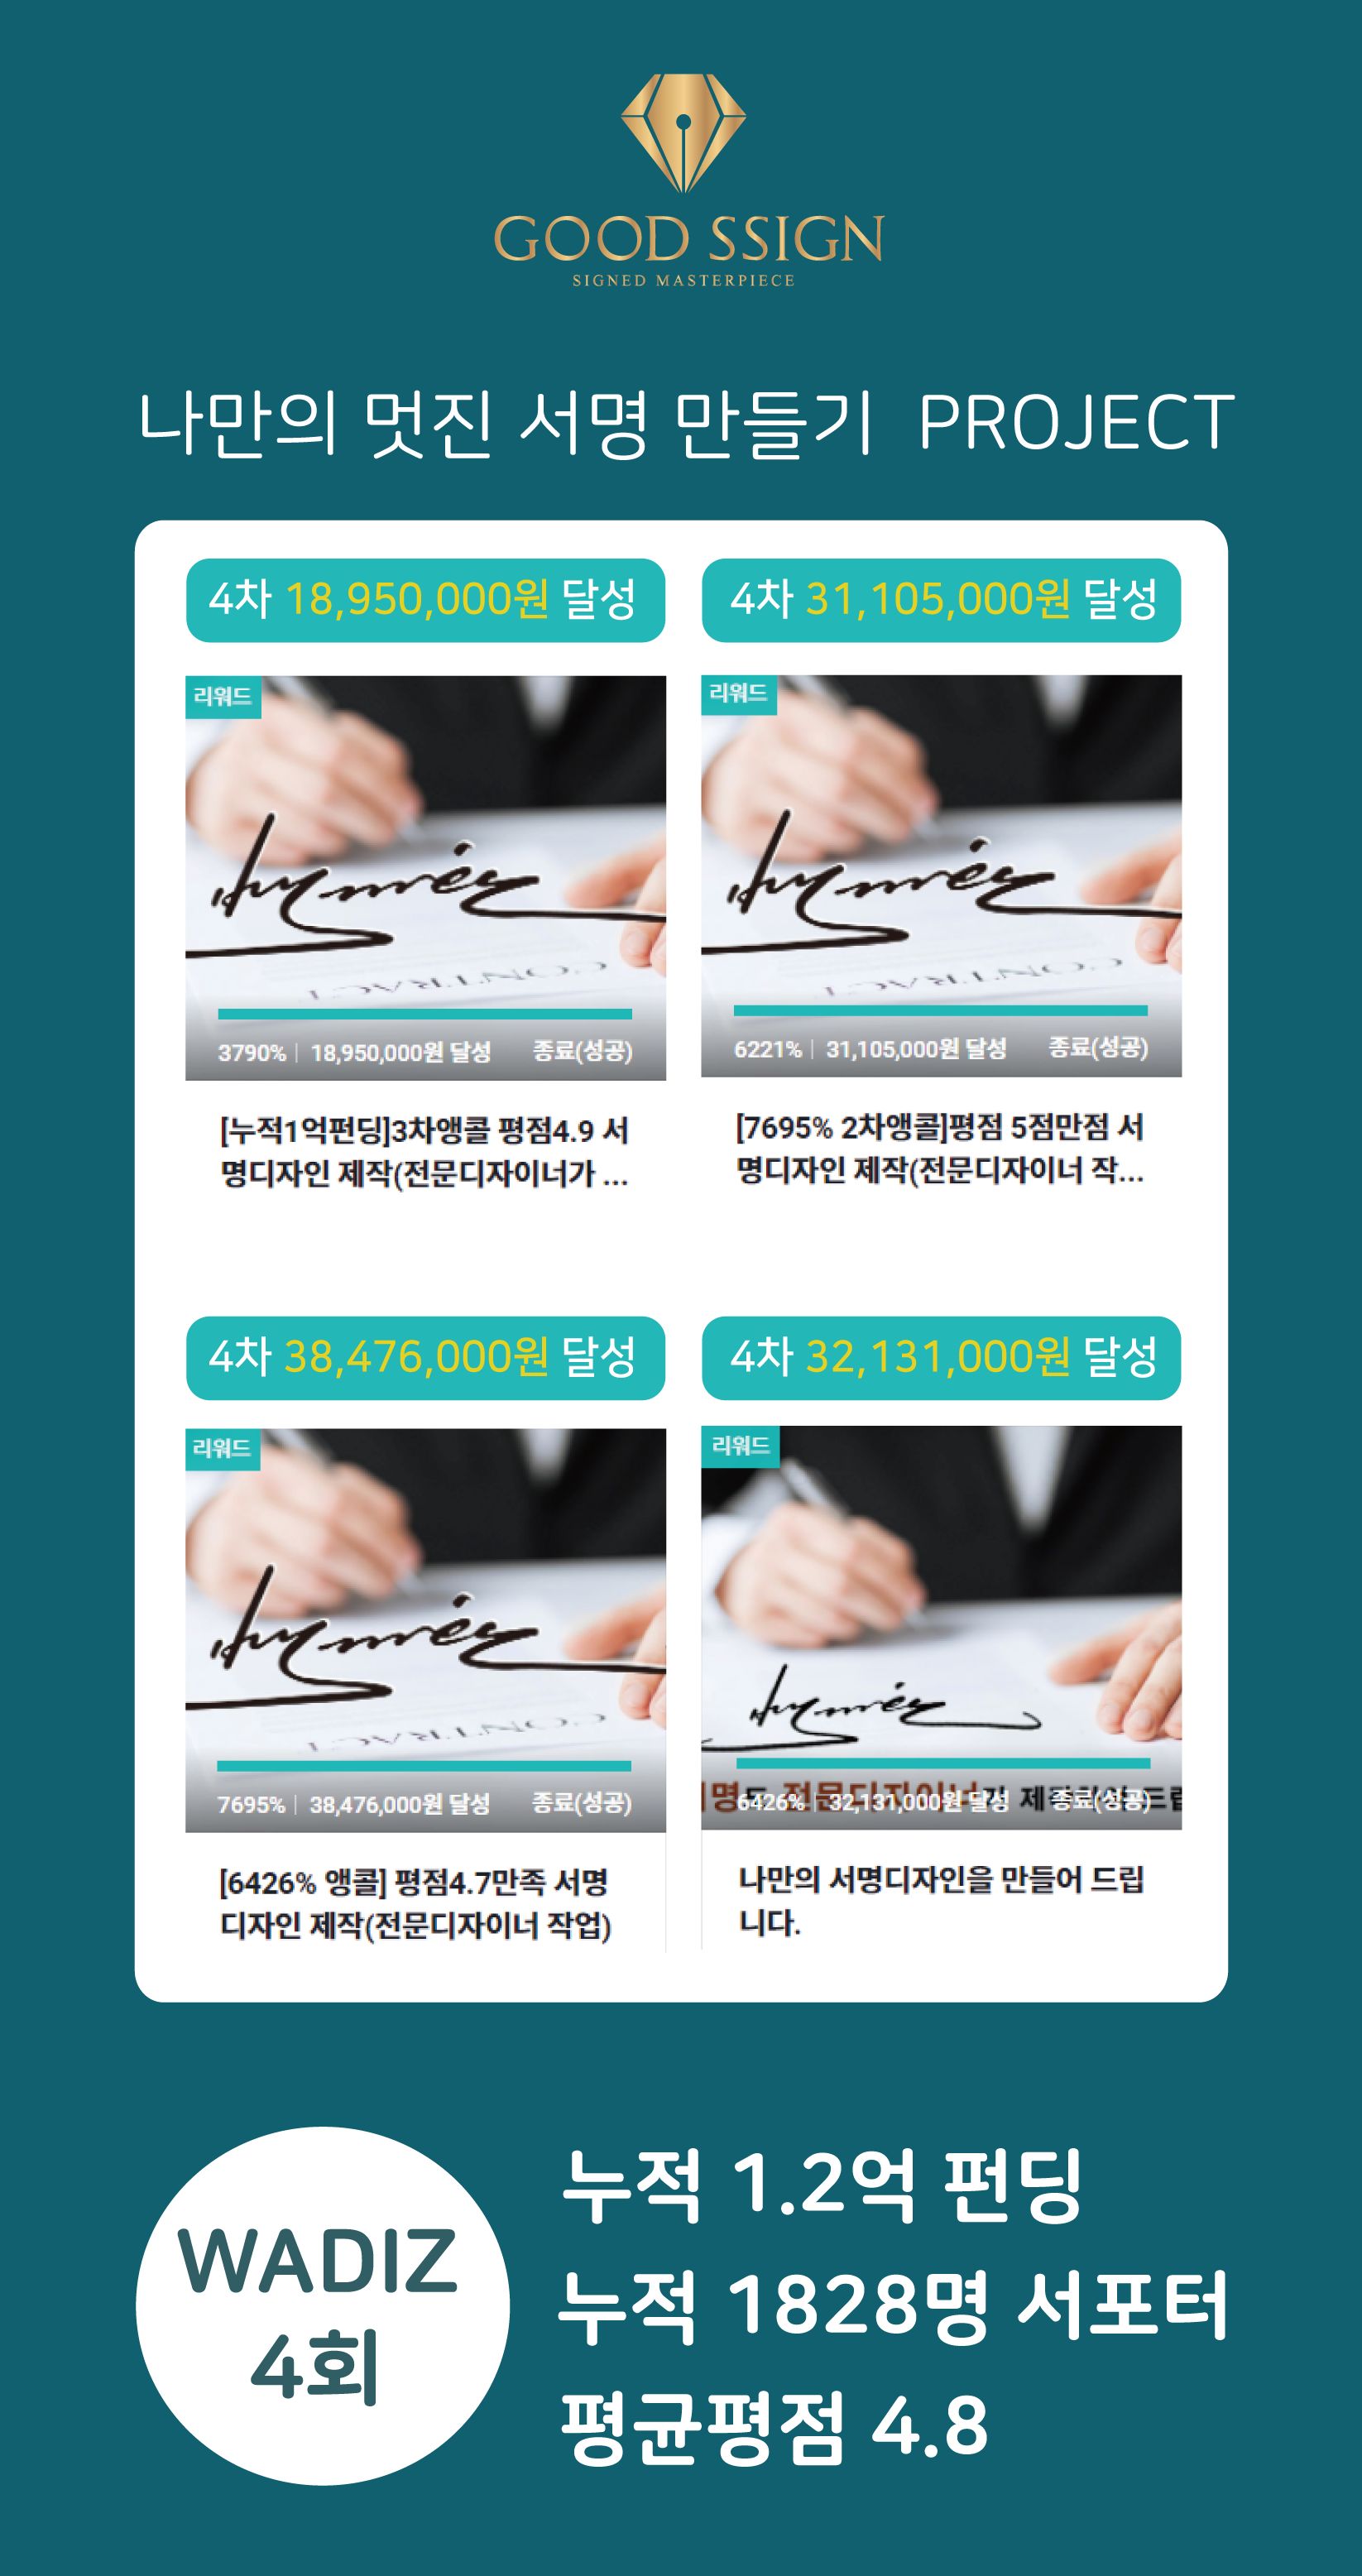 GOOD SSIGN
SIGNED MASTERPIECE
나만의 멋진 서명 만들기 PROJECT
4차 18,950,000원 달성
리워드
CONTRACT
3790% | 18,950,000원 달성 종료(성공)
[누적1억펀딩]3차앵콜 평점4.9 서
명디자인 제작(전문디자이너가 ...
4차 31,105,000원 달성
리워드
CONTRACT
6221% | 31,105,000원 달성 종료(성공)
[7695% 2차앵콜]평점 5점만점 서
명디자인 제작(전문디자이너 작...
4차 38,476,000원 달성
리워드
CONTRACT
7695% | 38,476,000원 달성 종료(성공)
[6426% 앵콜] 평점4.7만족 서명
디자인 제작(전문디자이너 작업)
4차 32,131,000원 달성
리워드
전문디자이너
6426% | 32,131,000원 달성 종료(성공)
나만의 서명디자인을 만들어 드립
니다.
WADIZ
4회
누적 1.2억 펀딩
누적 1828명 서포터
평균평점 4.8